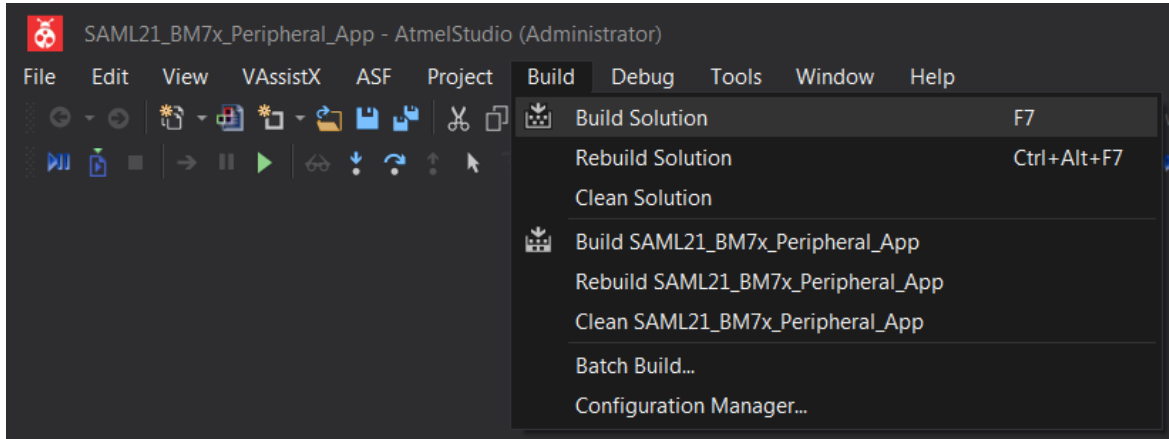 SAML21_BM7x_Peripheral_App - AtmelStudio (Administrator)
File Edit View VAssistX ASF Project Build Debug Tools Window Help
Build Solution F7
Rebuild Solution Ctrl+Alt+F7
Clean Solution
Build SAML21_BM7x_Peripheral_App
Rebuild SAML21_BM7x_Peripheral_App
Clean SAML21_BM7x_Peripheral_App
Batch Build...
Configuration Manager...